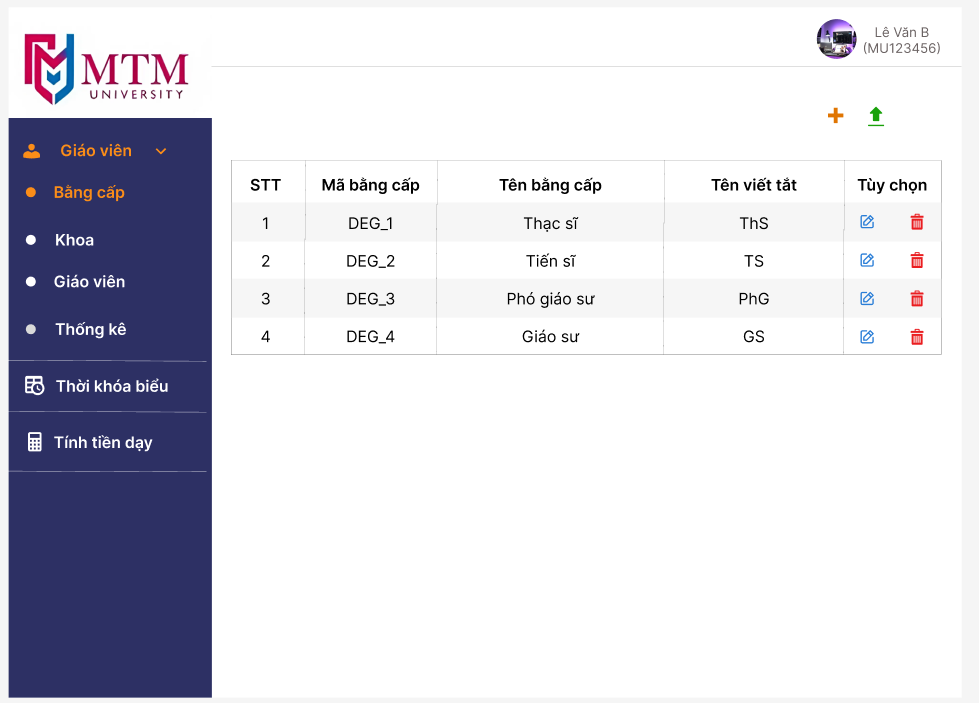 MTM
UNIVERSITY
Lê Văn B
(MU123456)
Giáo viên
Bằng cấp
Khoa
Giáo viên
Thống kê
Thời khóa biểu
Tính tiền dạy
STT Mã bằng cấp Tên bằng cấp Tên viết tắt Tùy chọn
1 DEG_1 Thạc sĩ ThS
2 DEG_2 Tiến sĩ TS
3 DEG_3 Phó giáo sư PhG
4 DEG_4 Giáo sư GS